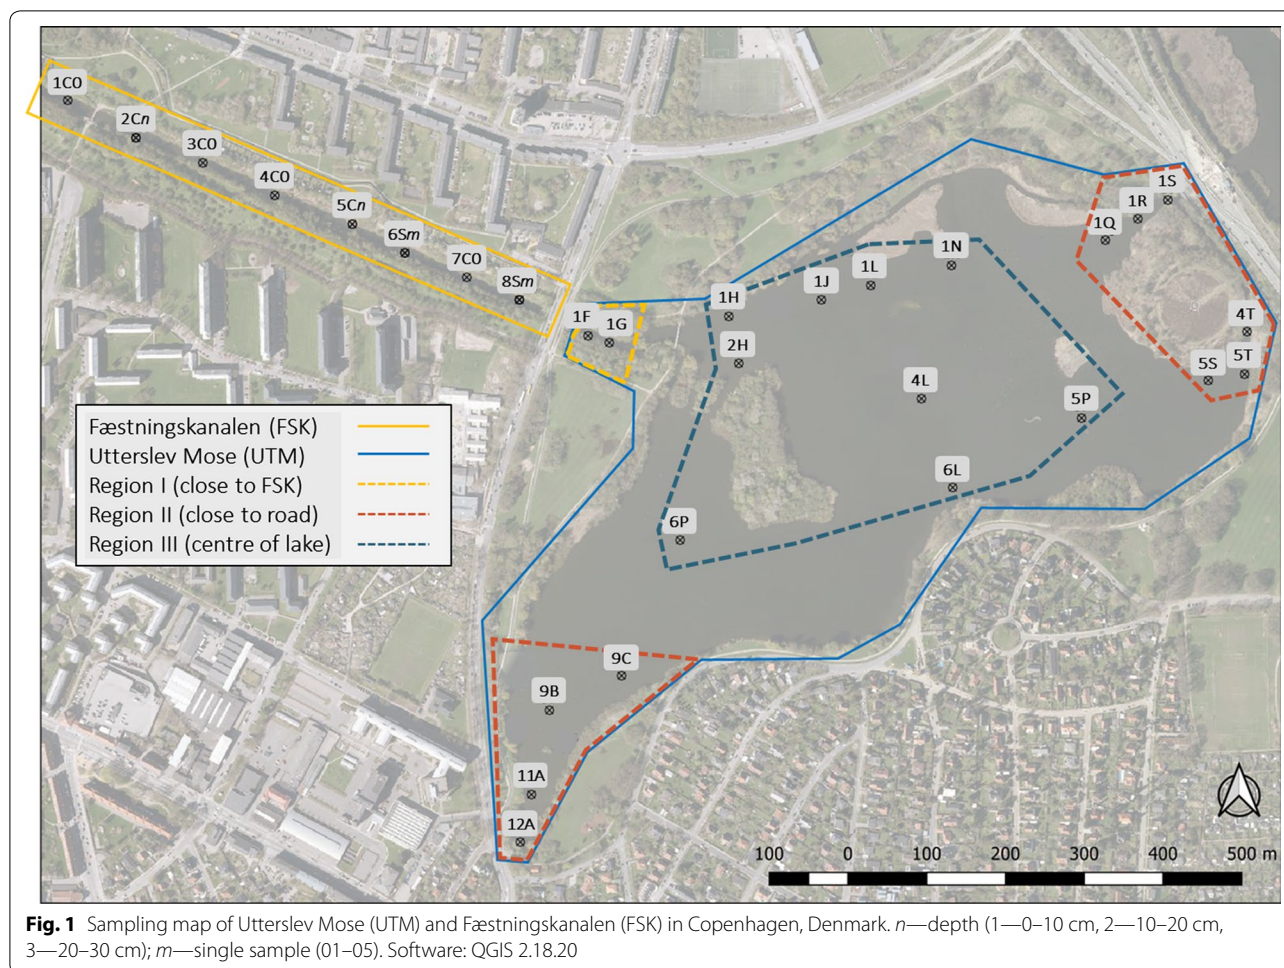 1C0
2Cn
3C0
4C0
5Cn
6Sm
7C0
8Sm
1F
1G
1H
2H
1J
1L
1N
1Q
1R
1S
4T
5T
5S
4L
5P
6L
6P
9C
9B
11A
12A
Fæstningskanalen (FSK)
Utterslev Mose (UTM)
Region I (close to FSK)
Region II (close to road)
Region III (centre of lake)
100 0 100 200 300 400 500 m
Fig. 1 Sampling map of Utterslev Mose (UTM) and Fæstningskanalen (FSK) in Copenhagen, Denmark. n—depth (1—0–10 cm, 2—10–20 cm,
3—20–30 cm); m—single sample (01–05). Software: QGIS 2.18.20